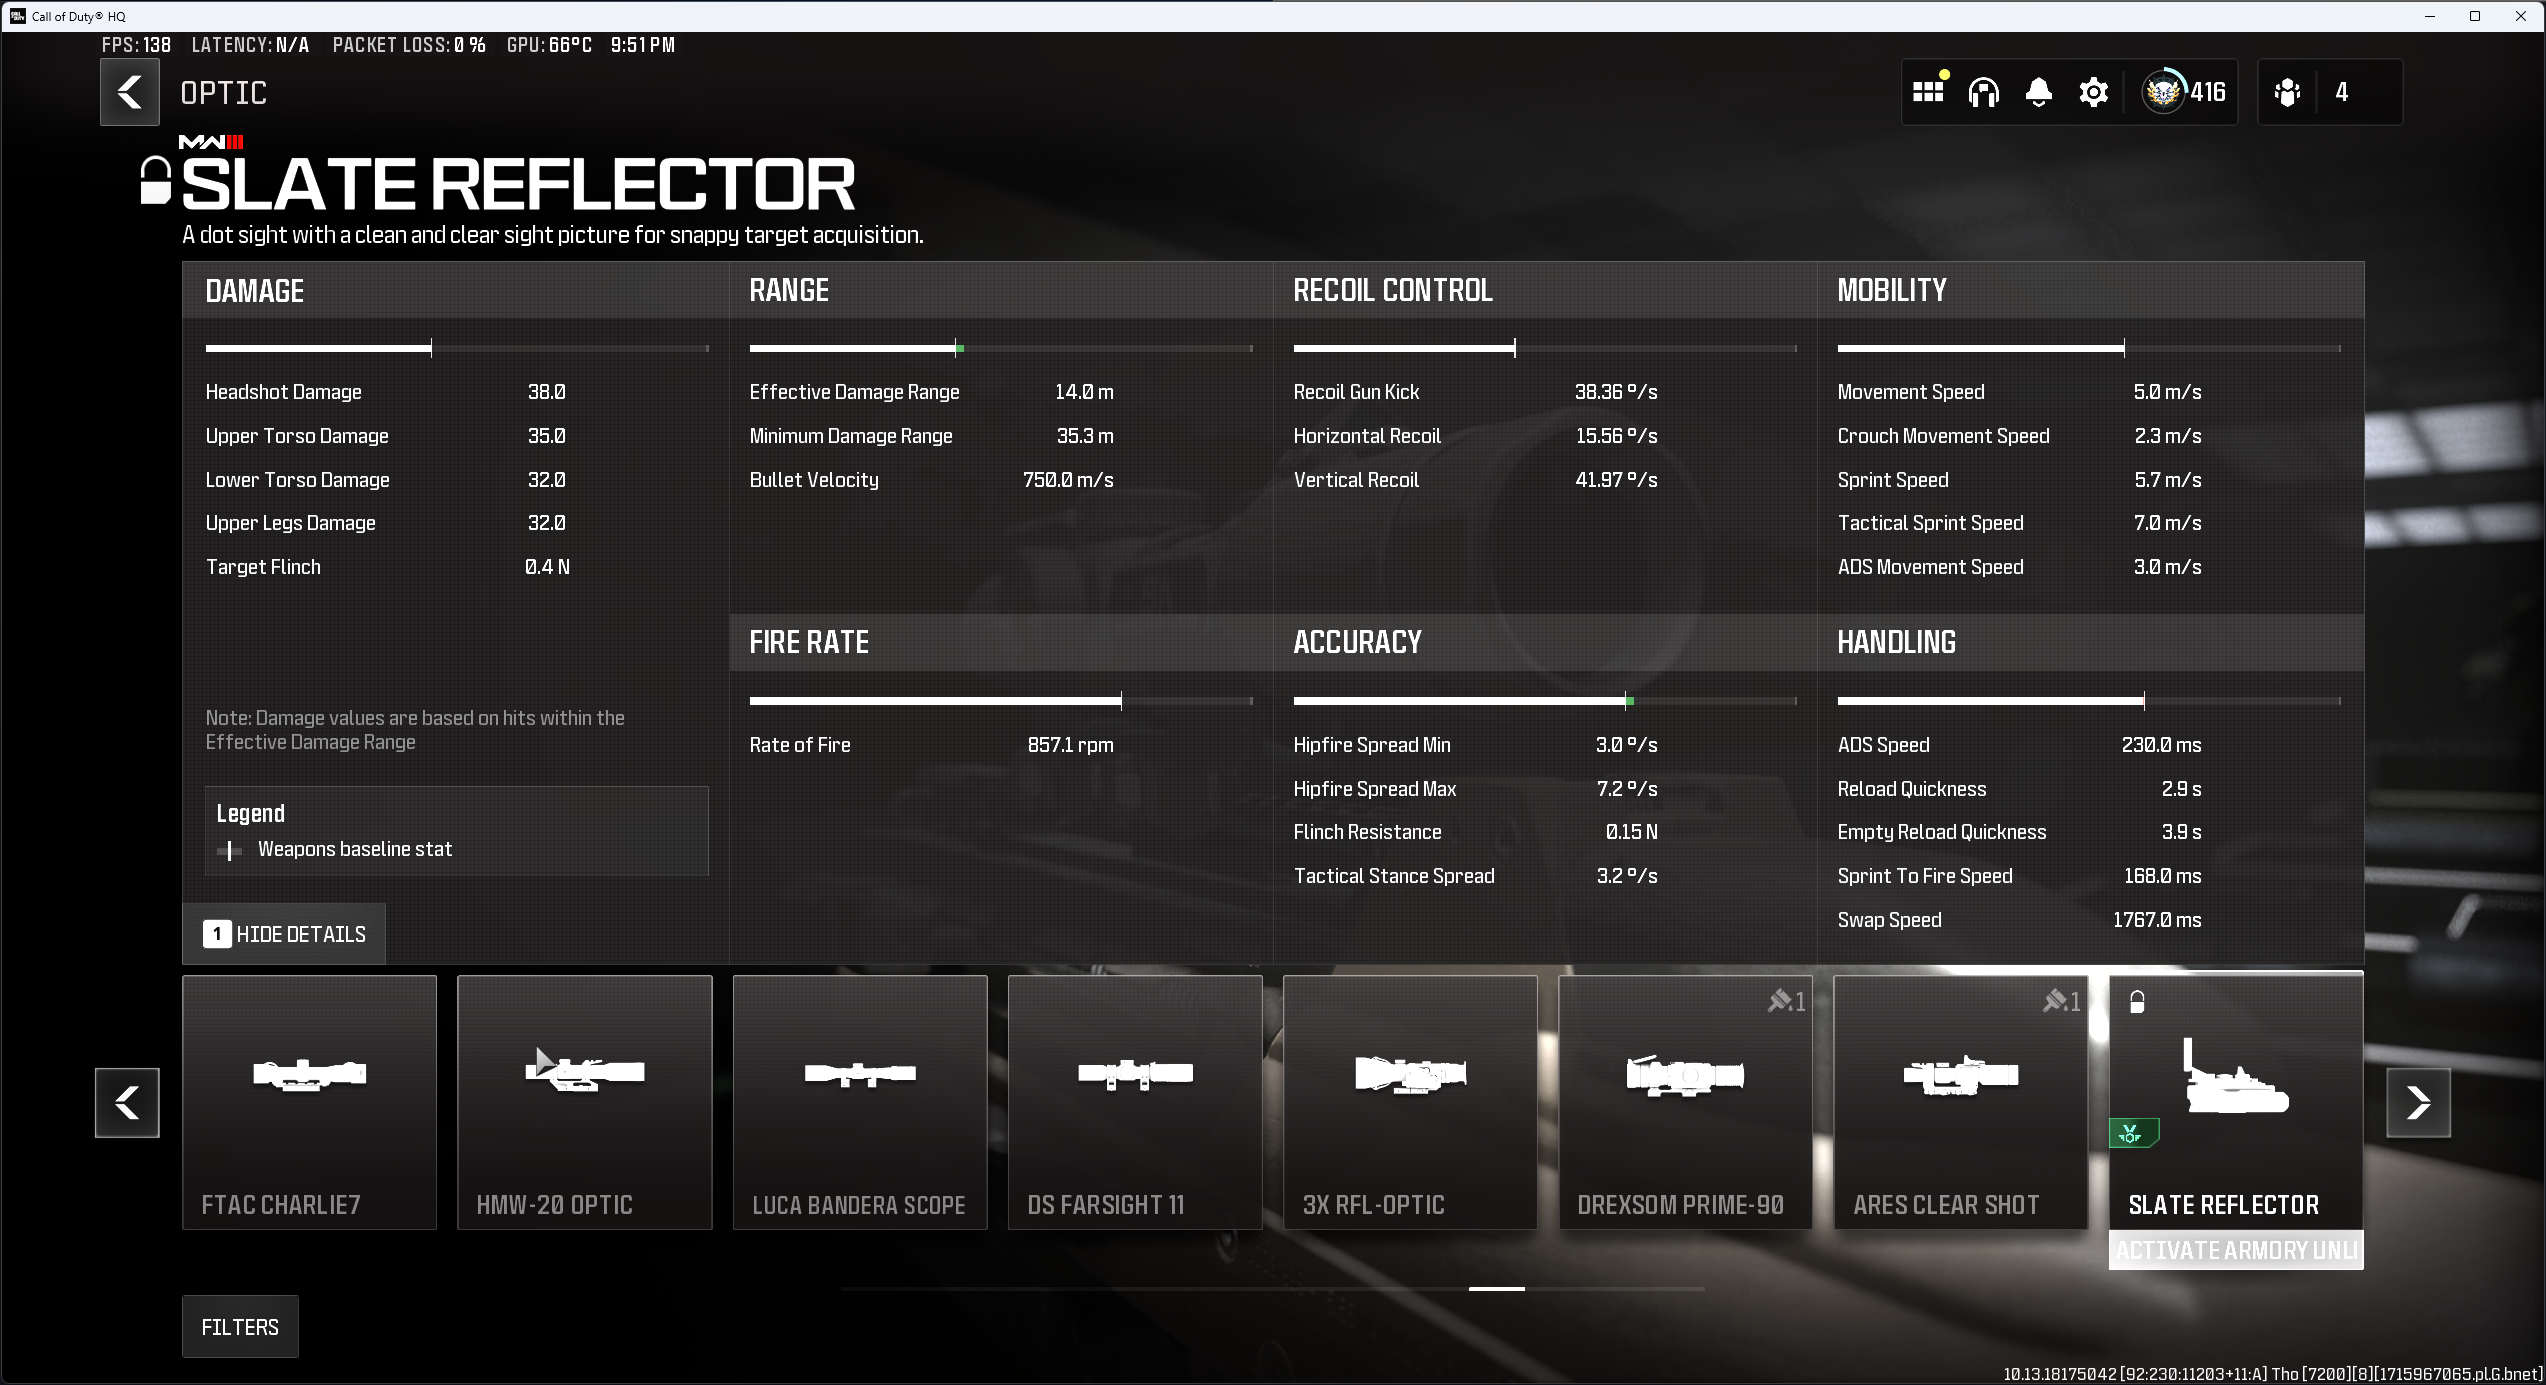 Call of Duty® HQ
FPS: 138 LATENCY: N/A PACKET LOSS: 0 % GPU: 66°C 9:51 PM
OPTIC
416
4
MWIII
SLATE REFLECTOR
A dot sight with a clean and clear sight picture for snappy target acquisition.
DAMAGE
Headshot Damage 38.0
Upper Torso Damage 35.0
Lower Torso Damage 32.0
Upper Legs Damage 32.0
Target Flinch 0.4 N
Note: Damage values are based on hits within the
Effective Damage Range
Legend
Weapons baseline stat
1 HIDE DETAILS
RANGE
Effective Damage Range 14.0 m
Minimum Damage Range 35.3 m
Bullet Velocity 750.0 m/s
FIRE RATE
Rate of Fire 857.1 rpm
RECOIL CONTROL
Recoil Gun Kick 38.36 º/s
Horizontal Recoil 15.56 º/s
Vertical Recoil 41.97 º/s
ACCURACY
Hipfire Spread Min 3.0 º/s
Hipfire Spread Max 7.2 º/s
Flinch Resistance 0.15 N
Tactical Stance Spread 3.2 º/s
MOBILITY
Movement Speed 5.0 m/s
Crouch Movement Speed 2.3 m/s
Sprint Speed 5.7 m/s
Tactical Sprint Speed 7.0 m/s
ADS Movement Speed 3.0 m/s
HANDLING
ADS Speed 230.0 ms
Reload Quickness 2.9 s
Empty Reload Quickness 3.9 s
Sprint To Fire Speed 168.0 ms
Swap Speed 1767.0 ms
FTAC CHARLIE7
HMW-20 OPTIC
LUCA BANDERA SCOPE
DS FARSIGHT 11
3X RFL-OPTIC
1
DREXSOM PRIME-90
1
ARES CLEAR SHOT
SLATE REFLECTOR
ACTIVATE ARMORY UNL
FILTERS
10.13.18175042 [92:230:11203+11:A] Tho [7200][8][1715967065.pl.G.bnet]